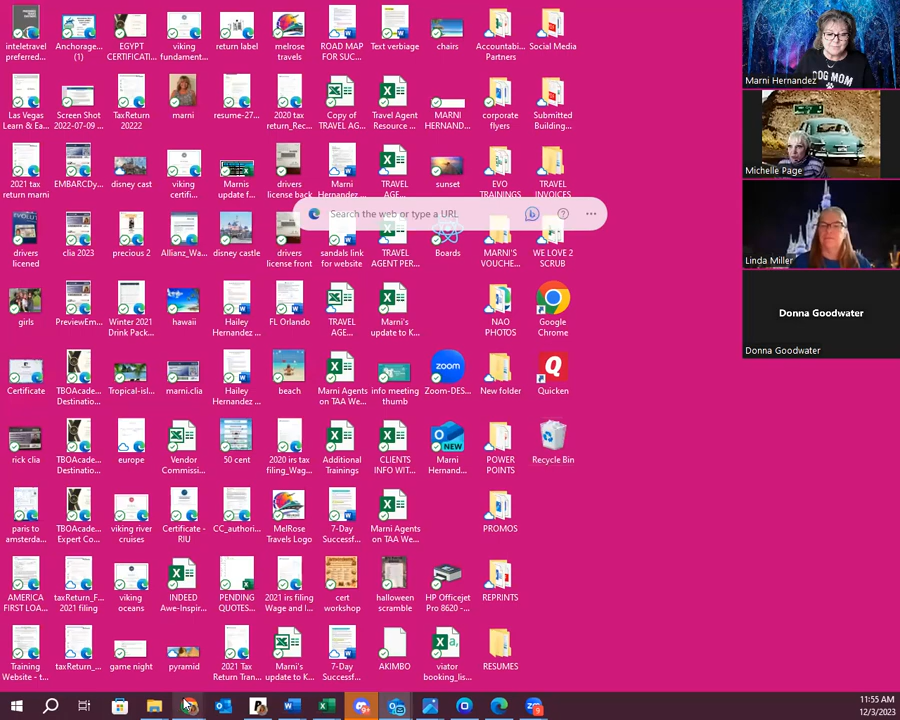 inteletravel
preferred...
Anchorage...
(1)
EGYPT
CERTIFICATI...
viking
fundament...
return label
melrose
travels
ROAD MAP
FOR SUC...
Text verbiage
chairs
Accountabi...
Partners
Social Media
Las Vegas
Learn & Ea...
Screen Shot
2022-07-09 ...
TaxReturn
20222
marni
resume-27...
2020 tax
return_Rec...
Copy of
TRAVEL AG...
Travel Agent
Resource ...
MARNI
HERNAND...
corporate
flyers
Submitted
Building...
2021 tax
return marni
EMBARCDy...
disney cast
viking
certifi...
Marnis
update f...
drivers
license back
Marni
Hernandez ...
TRAVEL
AGE...
sunset
EVO
TRAININGS
TRAVEL
INVOICES
Search the web or type a URL
drivers
licened
clia 2023
precious 2
Allianz_Wa...
disney castle
drivers
license front
sandals link
for website
TRAVEL
AGENT PER...
Boards
MARNI'S
VOUCHE...
WE LOVE 2
SCRUB
girls
PreviewEm...
Winter 2021
Drink Pack...
hawaii
Hailey
Hernandez ...
FL Orlando
TRAVEL
AGE...
Marni's
update to K...
NAO
PHOTOS
Google
Chrome
Certificate
TBOAcade...
Destinatio...
Tropical-isl...
marni.clia
Hailey
Hernandez ...
beach
Marni Agents
on TAA We...
info meeting
thumb
zoom
Zoom-DES...
New folder
Quicken
rick clia
TBOAcade...
Destinatio...
europe
Vendor
Commissi...
50 cent
2020 irs tax
filing_Wag...
Additional
Trainings
CLIENTS
INFO WIT...
NEW
Marni
Hernand...
POWER
POINTS
Recycle Bin
paris to
amsterda...
TBOAcade...
Expert Co...
viking river
cruises
Certificate -
RIU
CC_authori...
MelRose
Travels Logo
7-Day
Successf...
Marni Agents
on TAA We...
PROMOS
AMERICA
FIRST LOA...
taxReturn_F...
2021 filing
viking
oceans
INDEED
Awe-Inspir...
PENDING
QUOTES...
2021 irs filing
Wage and I...
cert
workshop
halloween
scramble
HP Officejet
Pro 8620 -...
REPRINTS
Training
Website - t...
taxReturn_...
game night
pyramid
2021 Tax
Return Tran...
Marni's
update to K...
7-Day
Successf...
AKIMBO
viator
booking_lis...
RESUMES
DOG MOM
Marni Hernandez
Michelle Page
Linda Miller
Donna Goodwater
Donna Goodwater
11:55 AM
12/3/2023